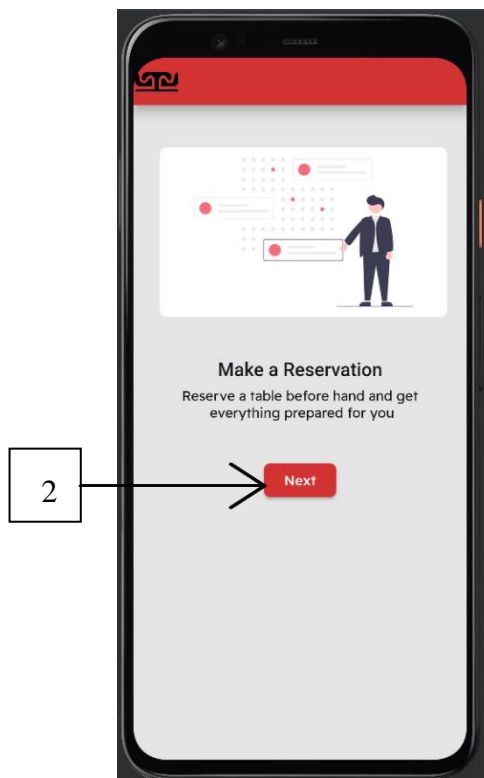 Make a Reservation
Reserve a table before hand and get
everything prepared for you
2
Next